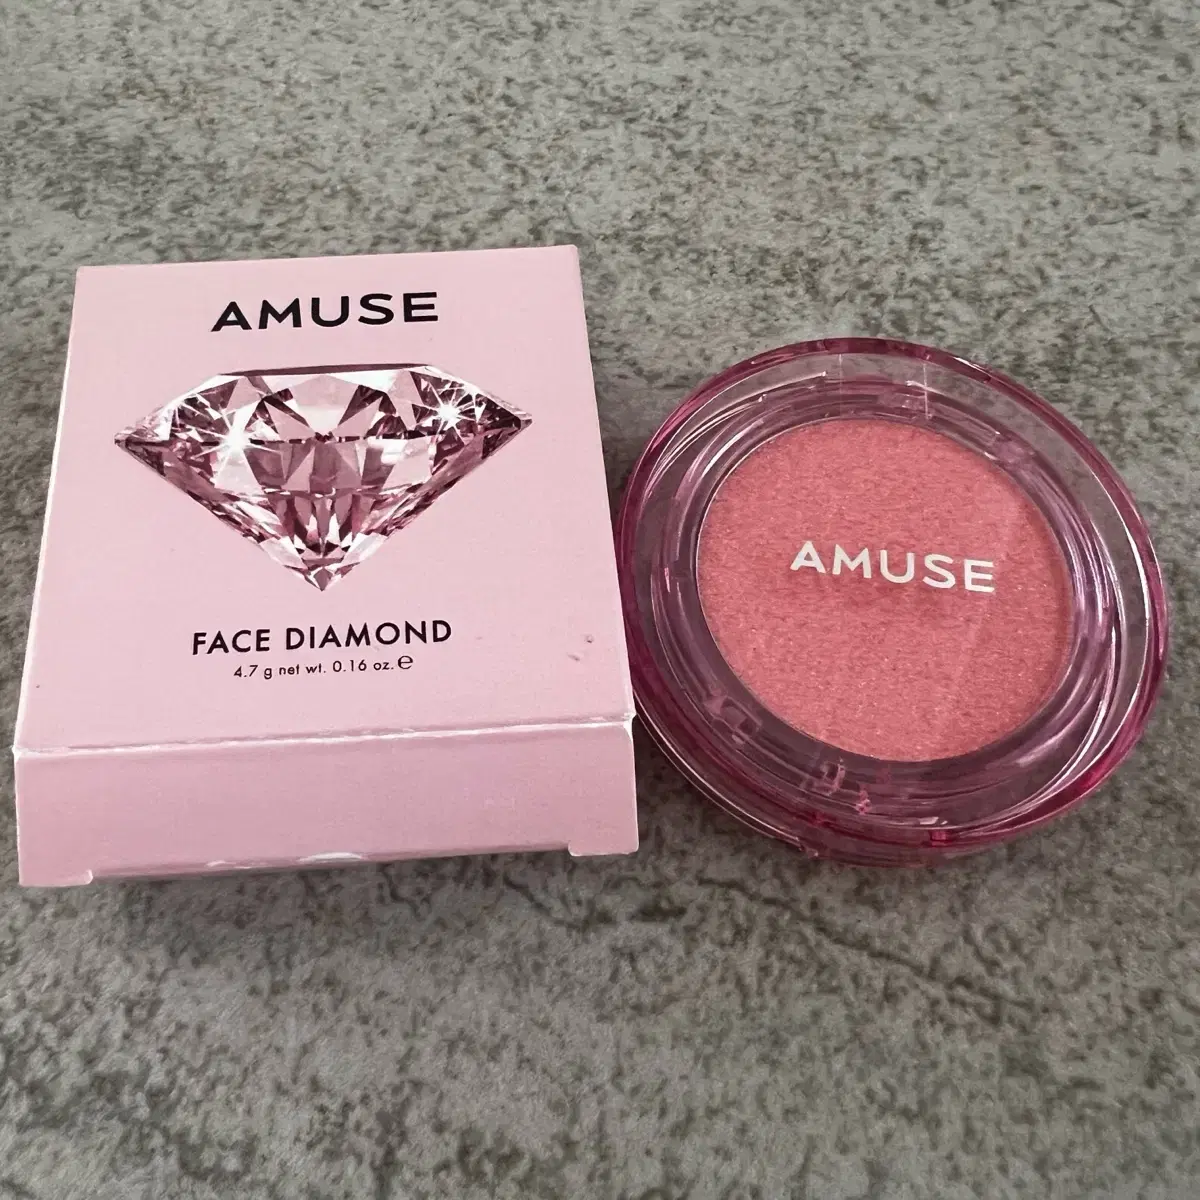 AMUSE
FACE DIAMOND
4.7 g net wt. 0.16 oz. ℮
AMUSE